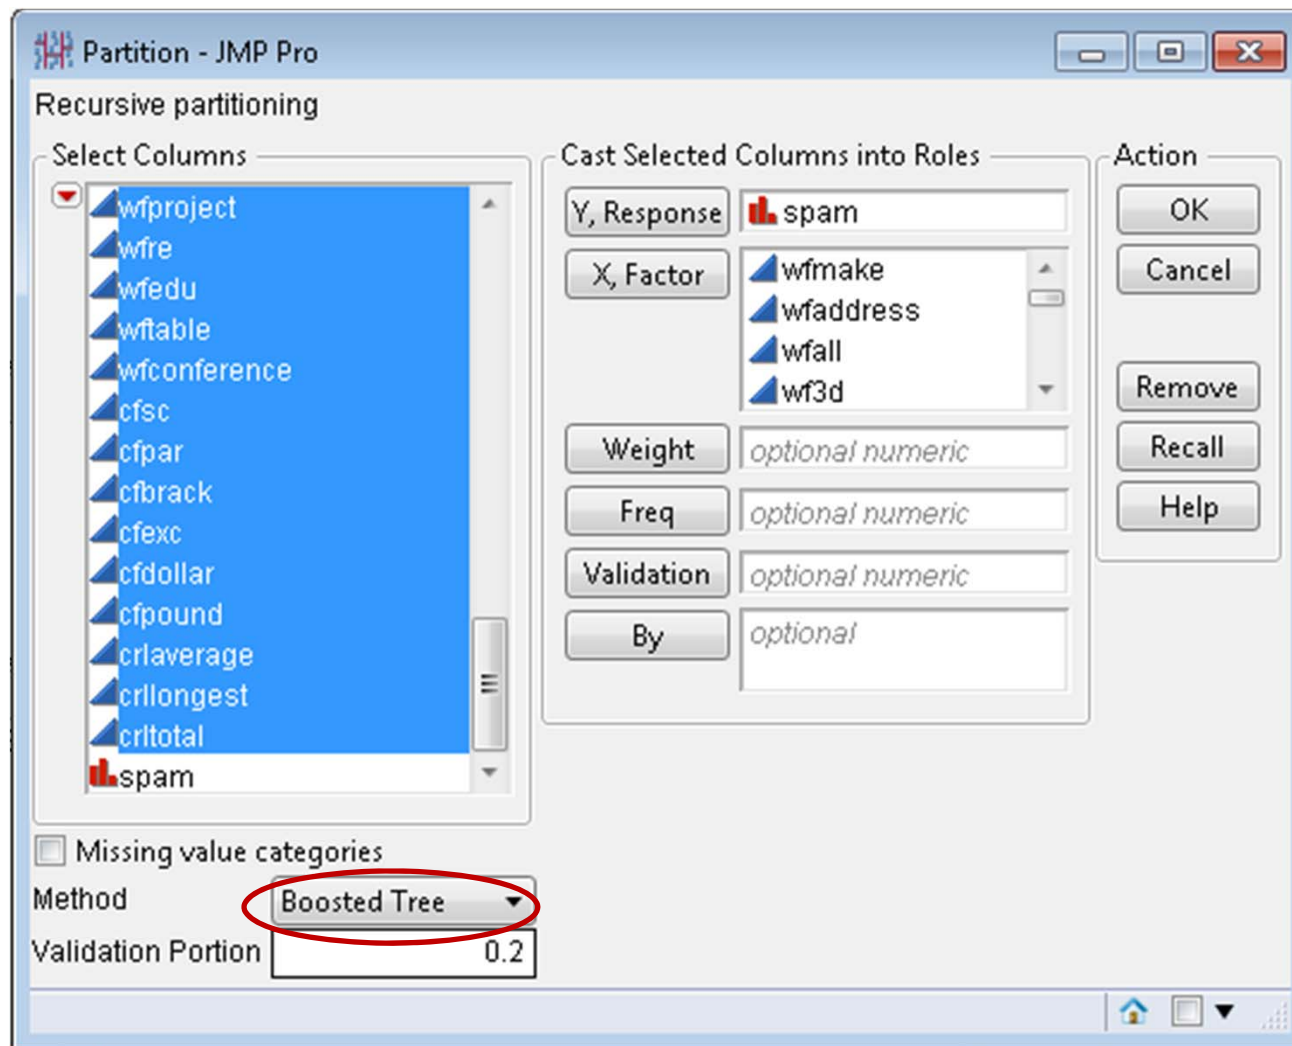 Partition - JMP Pro
Recursive partitioning
Select Columns
wfproject
wfre
wfedu
wftable
wfconference
cfsc
cfpar
cfbrack
cfexc
cfdollar
cfpound
crlaverage
crllongest
crltotal
spam
Cast Selected Columns into Roles
Y, Response
spam
X, Factor
wfmake
wfaddress
wfall
wf3d
Weight
optional numeric
Freq
optional numeric
Validation
optional numeric
By
optional
Action
OK
Cancel
Remove
Recall
Help
Missing value categories
Method Boosted Tree
Validation Portion 0.2